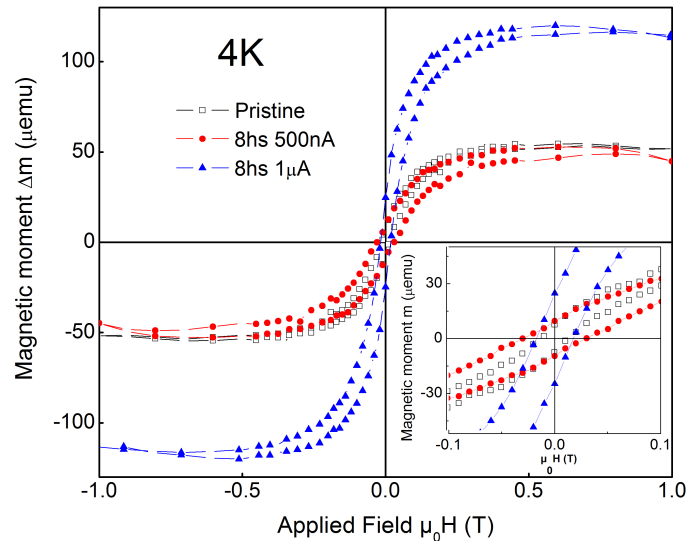 4K
Pristine
8hs 500nA
8hs 1μA
Magnetic moment Δm (μemu)
100
50
0
-50
-100
-1.0
-0.5
0.0
0.5
1.0
Applied Field μ0H (T)
Magnetic moment m (μemu)
30
0
-30
-0.1
0.0
0.1
μ0 H (T)